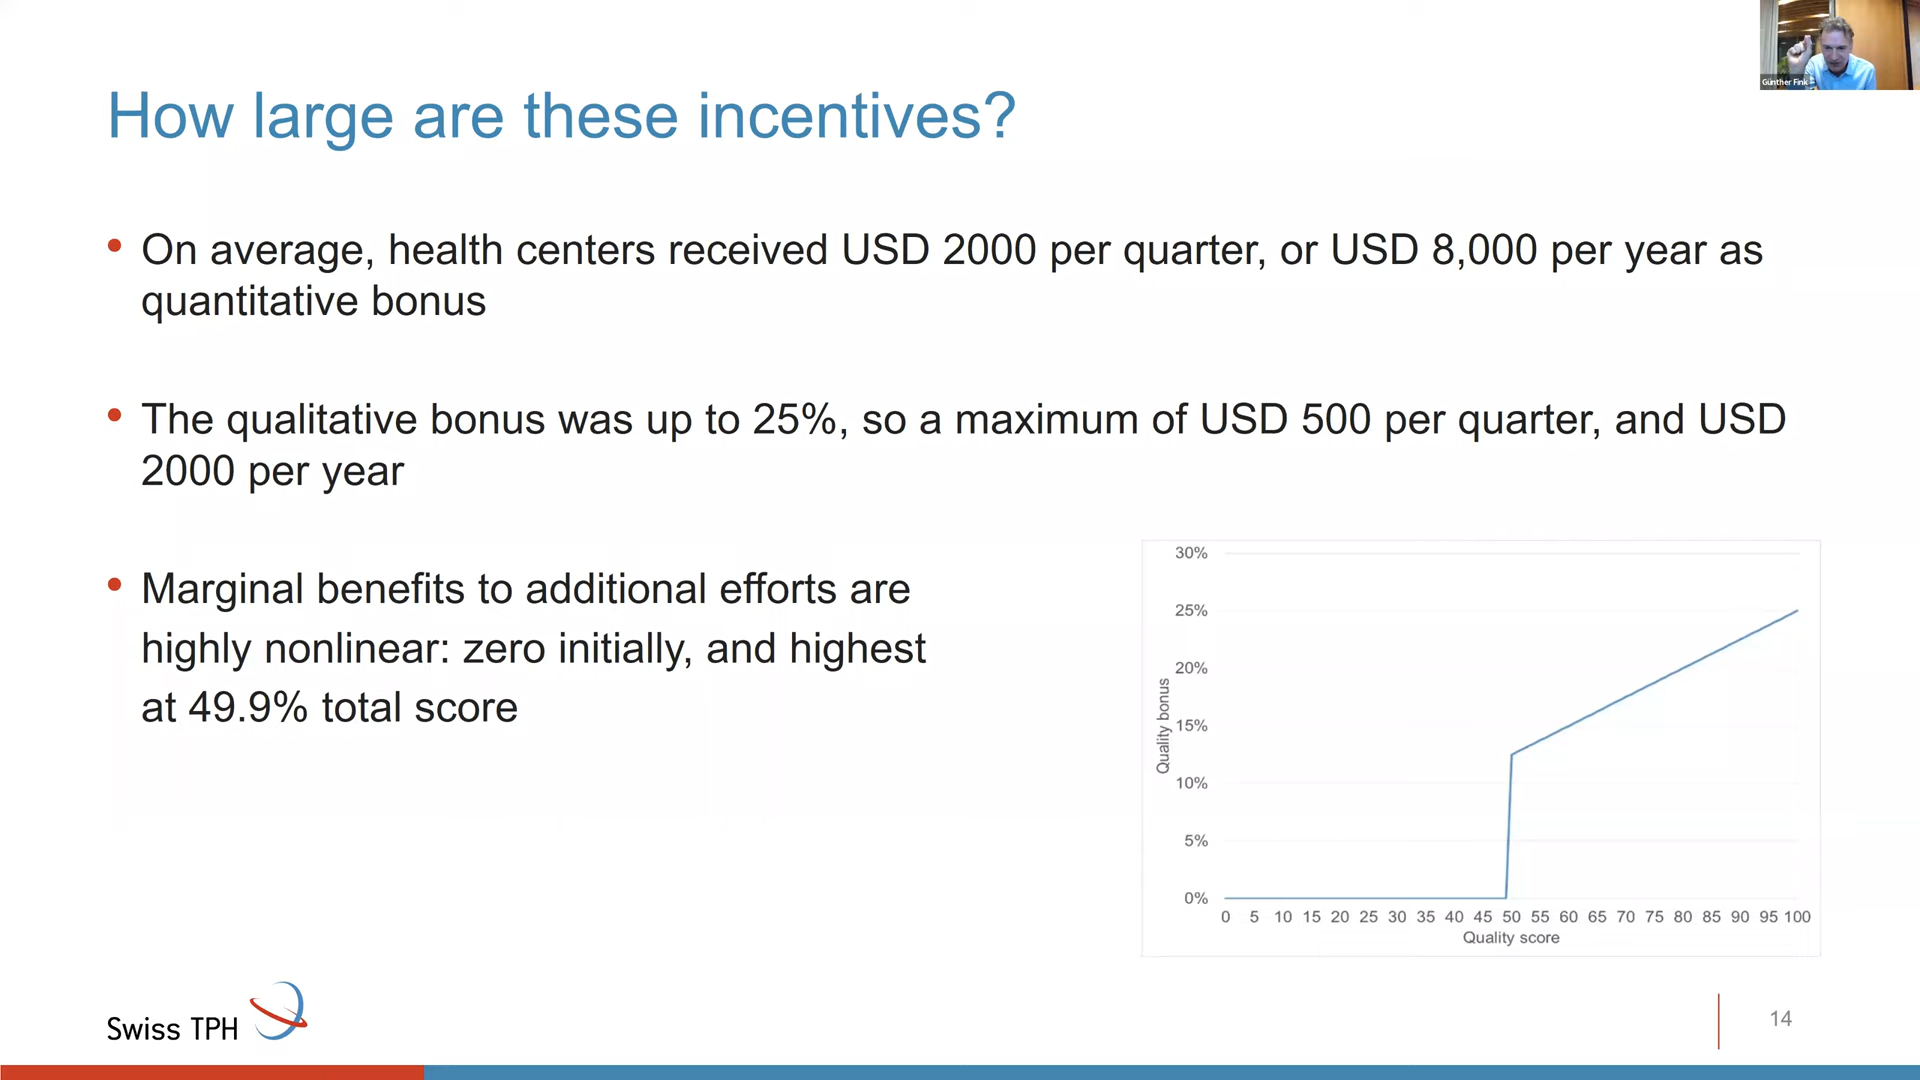 Günther Fink
How large are these incentives?
• On average, health centers received USD 2000 per quarter, or USD 8,000 per year as
quantitative bonus
• The qualitative bonus was up to 25%, so a maximum of USD 500 per quarter, and USD
2000 per year
• Marginal benefits to additional efforts are
highly nonlinear: zero initially, and highest
at 49.9% total score
30%
25%
20%
15%
10%
5%
0%
Quality bonus
0 5 10 15 20 25 30 35 40 45 50 55 60 65 70 75 80 85 90 95 100
Quality score
Swiss TPH
14